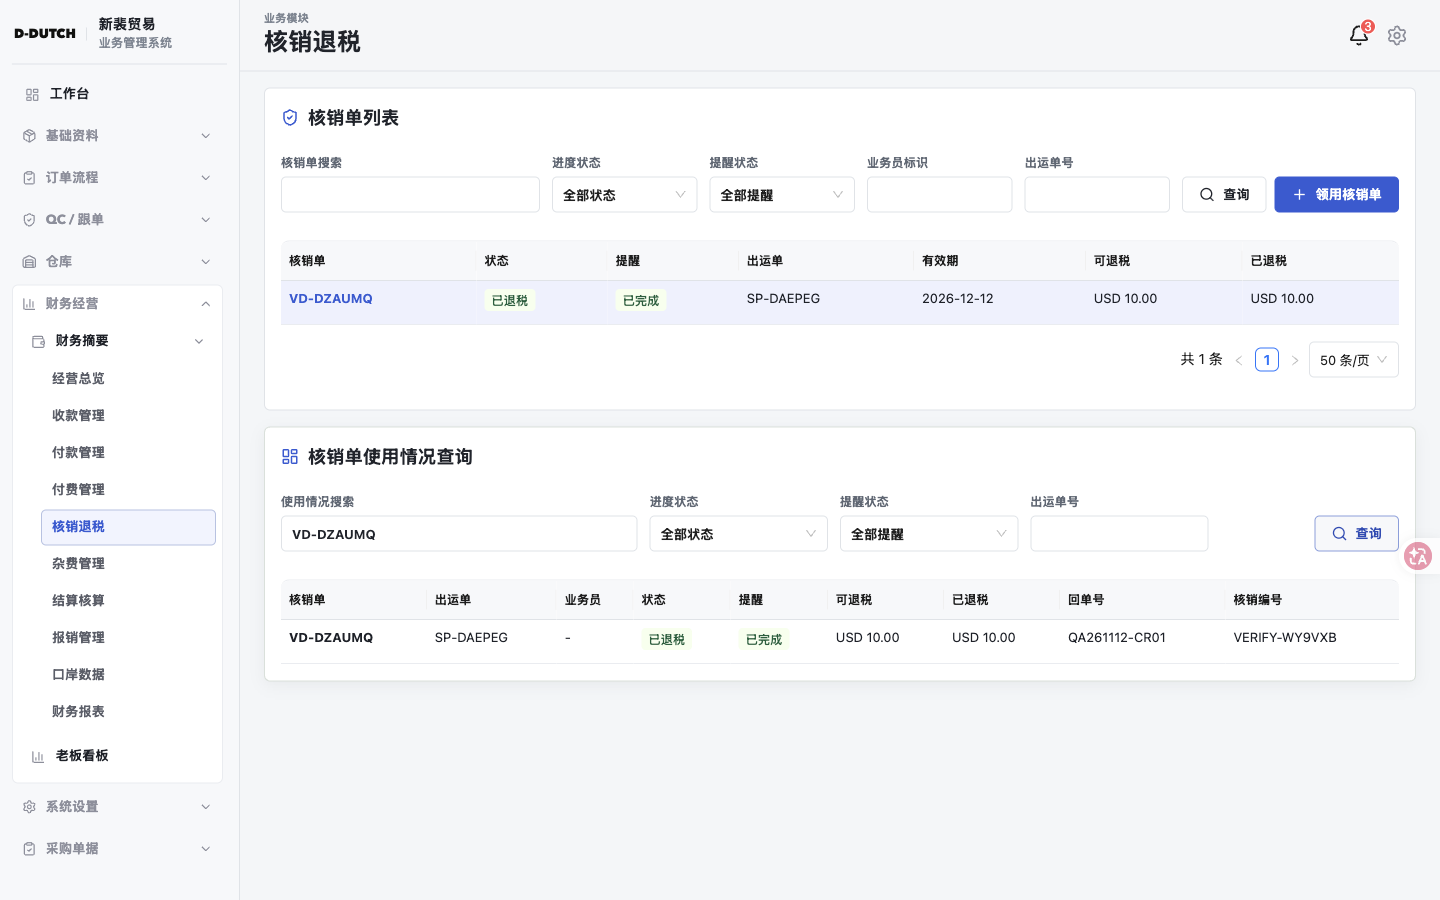 D-DUTCH
新裴贸易
业务管理系统
工作台
基础资料
订单流程
QC / 跟单
仓库
财务经营
财务摘要
经营总览
收款管理
付款管理
付费管理
核销退税
杂费管理
结算核算
报销管理
口岸数据
财务报表
老板看板
系统设置
采购单据
业务模块
核销退税
3
核销单列表
核销单搜索 进度状态 提醒状态 业务员标识 出运单号
全部状态 全部提醒 查询 领用核销单
核销单 状态 提醒 出运单 有效期 可退税 已退税
VD-DZAUMQ 已退税 已完成 SP-DAEPEG 2026-12-12 USD 10.00 USD 10.00
共 1 条 1 50 条/页
核销单使用情况查询
使用情况搜索 进度状态 提醒状态 出运单号
VD-DZAUMQ 全部状态 全部提醒 查询
核销单 出运单 业务员 状态 提醒 可退税 已退税 回单号 核销编号
VD-DZAUMQ SP-DAEPEG - 已退税 已完成 USD 10.00 USD 10.00 QA261112-CR01 VERIFY-WY9VXB